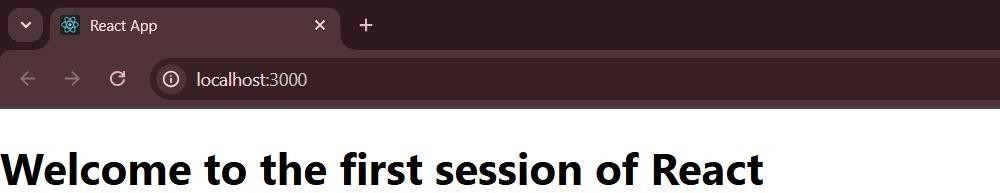 React App
localhost:3000
Welcome to the first session of React